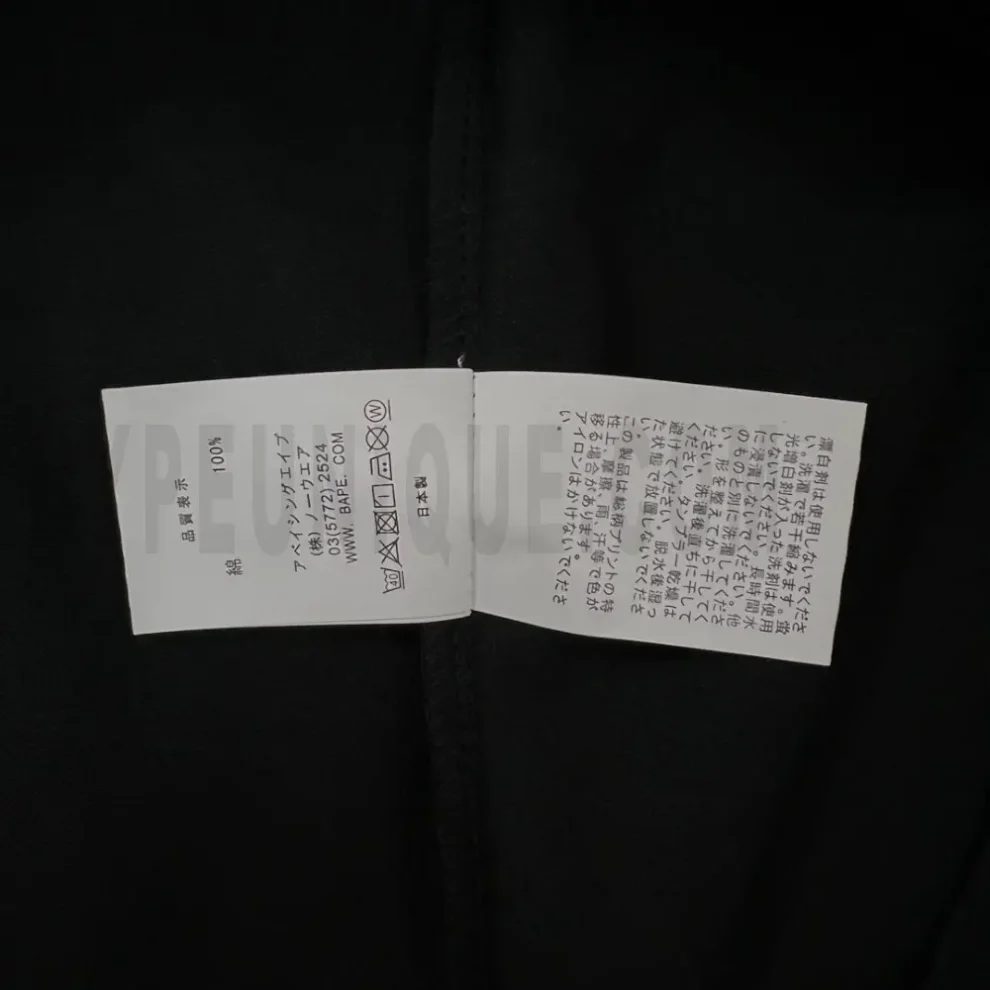 品質表示
綿 100%
アベイシングエイプ
(株)ノーウエア
03(5772)2524
WWW. BAPE. COM
40
W
日本製
漂白剤は使用しないでくださ
い。洗濯で若干縮みます。蛍
光増白剤が入った洗剤は使用
しないでください。長時間水
に浸漬しないでください。他
のものと別に洗濯してくださ
い。形を整えてから干してく
ださい。洗濯後直ちに干して
ください。タンブラー乾燥は
避けてください。脱水後湿っ
た状態で放置しないでくださ
い。
この製品は総柄プリントの特
性上、摩擦、雨、汗等で色が
移る場合があります。
アイロンはかけないでくださ
い。
YPEUNIQUE